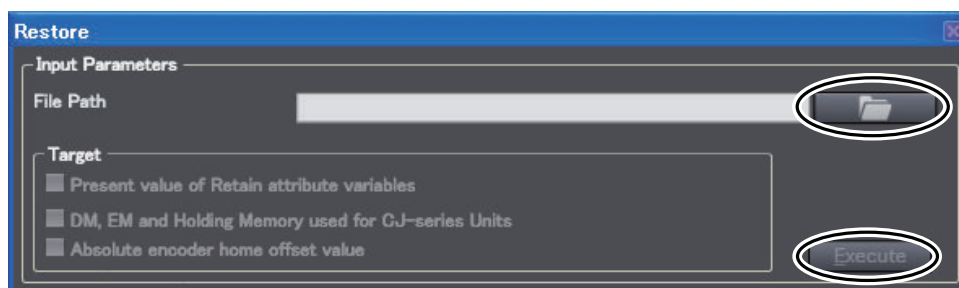 Restore
Input Parameters
File Path
Target
Present value of Retain attribute variables
DM, EM and Holding Memory used for CJ-series Units
Absolute encoder home offset value
Execute